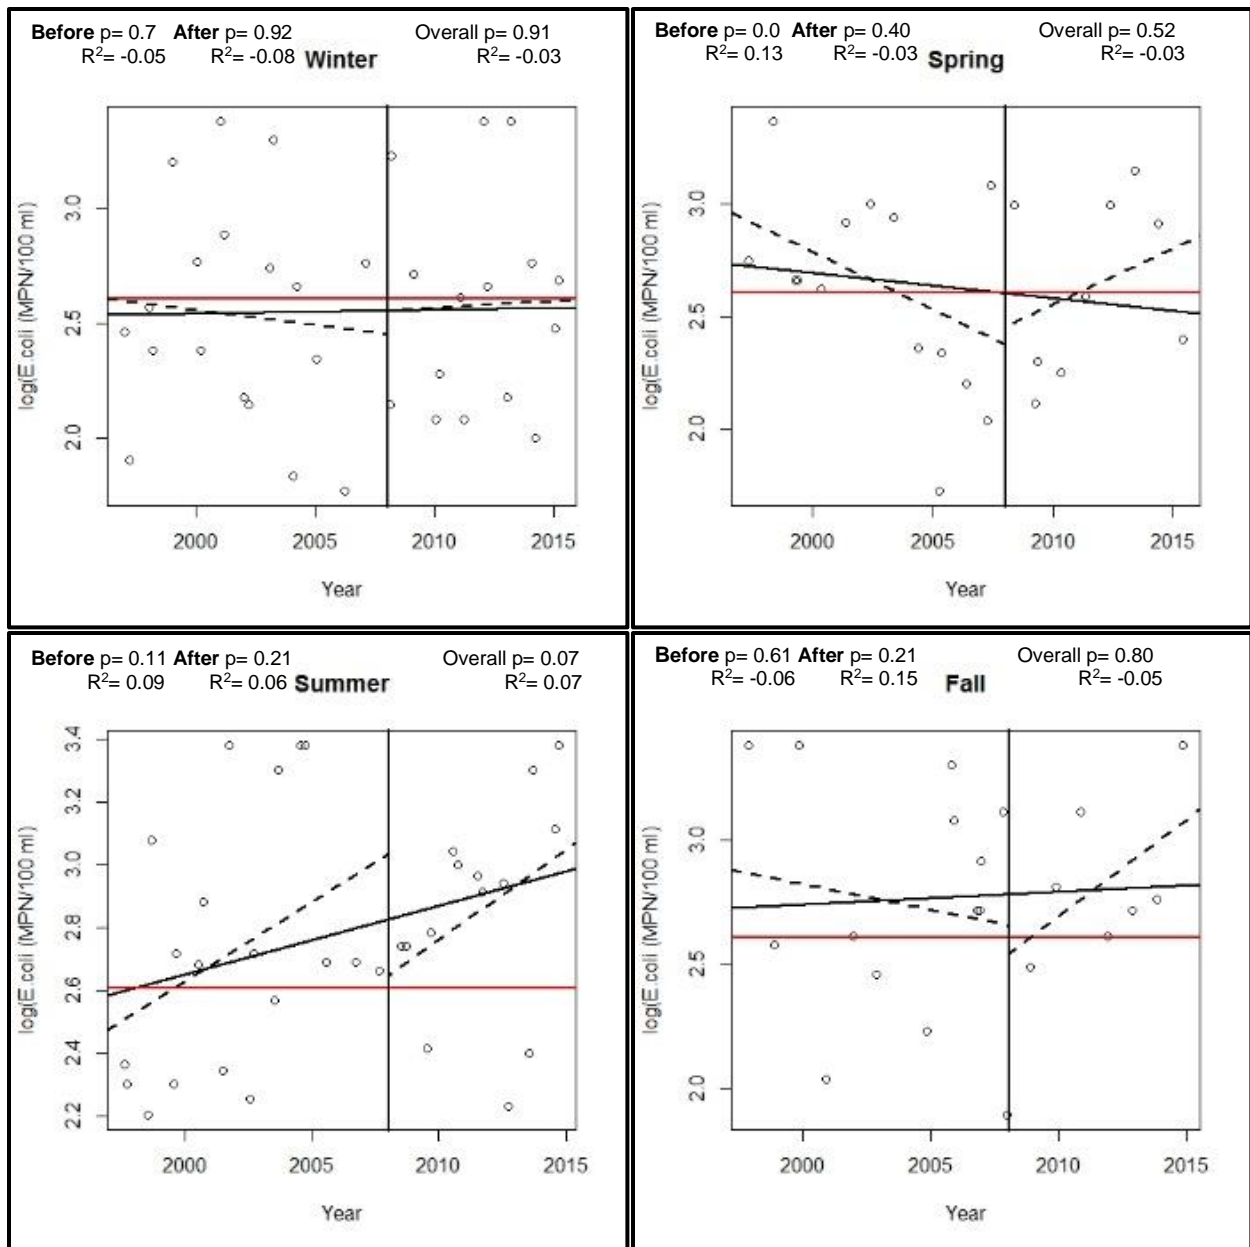 Before p= 0.7 After p= 0.92 Overall p= 0.91
R²= -0.05 R²= -0.08 Winter R²= -0.03
3.0
2.5
2.0
log(E.coli (MPN/100 ml)
2000 2005 2010 2015
Year
Before p= 0.0 After p= 0.40 Overall p= 0.52
R²= 0.13 R²= -0.03 Spring R²= -0.03
3.0
2.5
2.0
log(E.coli (MPN/100 ml)
2000 2005 2010 2015
Year
Before p= 0.11 After p= 0.21 Overall p= 0.07
R²= 0.09 R²= 0.06 Summer R²= 0.07
3.4
3.2
3.0
2.8
2.6
2.4
2.2
log(E.coli (MPN/100 ml)
2000 2005 2010 2015
Year
Before p= 0.61 After p= 0.21 Overall p= 0.80
R²= -0.06 R²= 0.15 Fall R²= -0.05
3.0
2.5
2.0
log(E.coli (MPN/100 ml)
2000 2005 2010 2015
Year